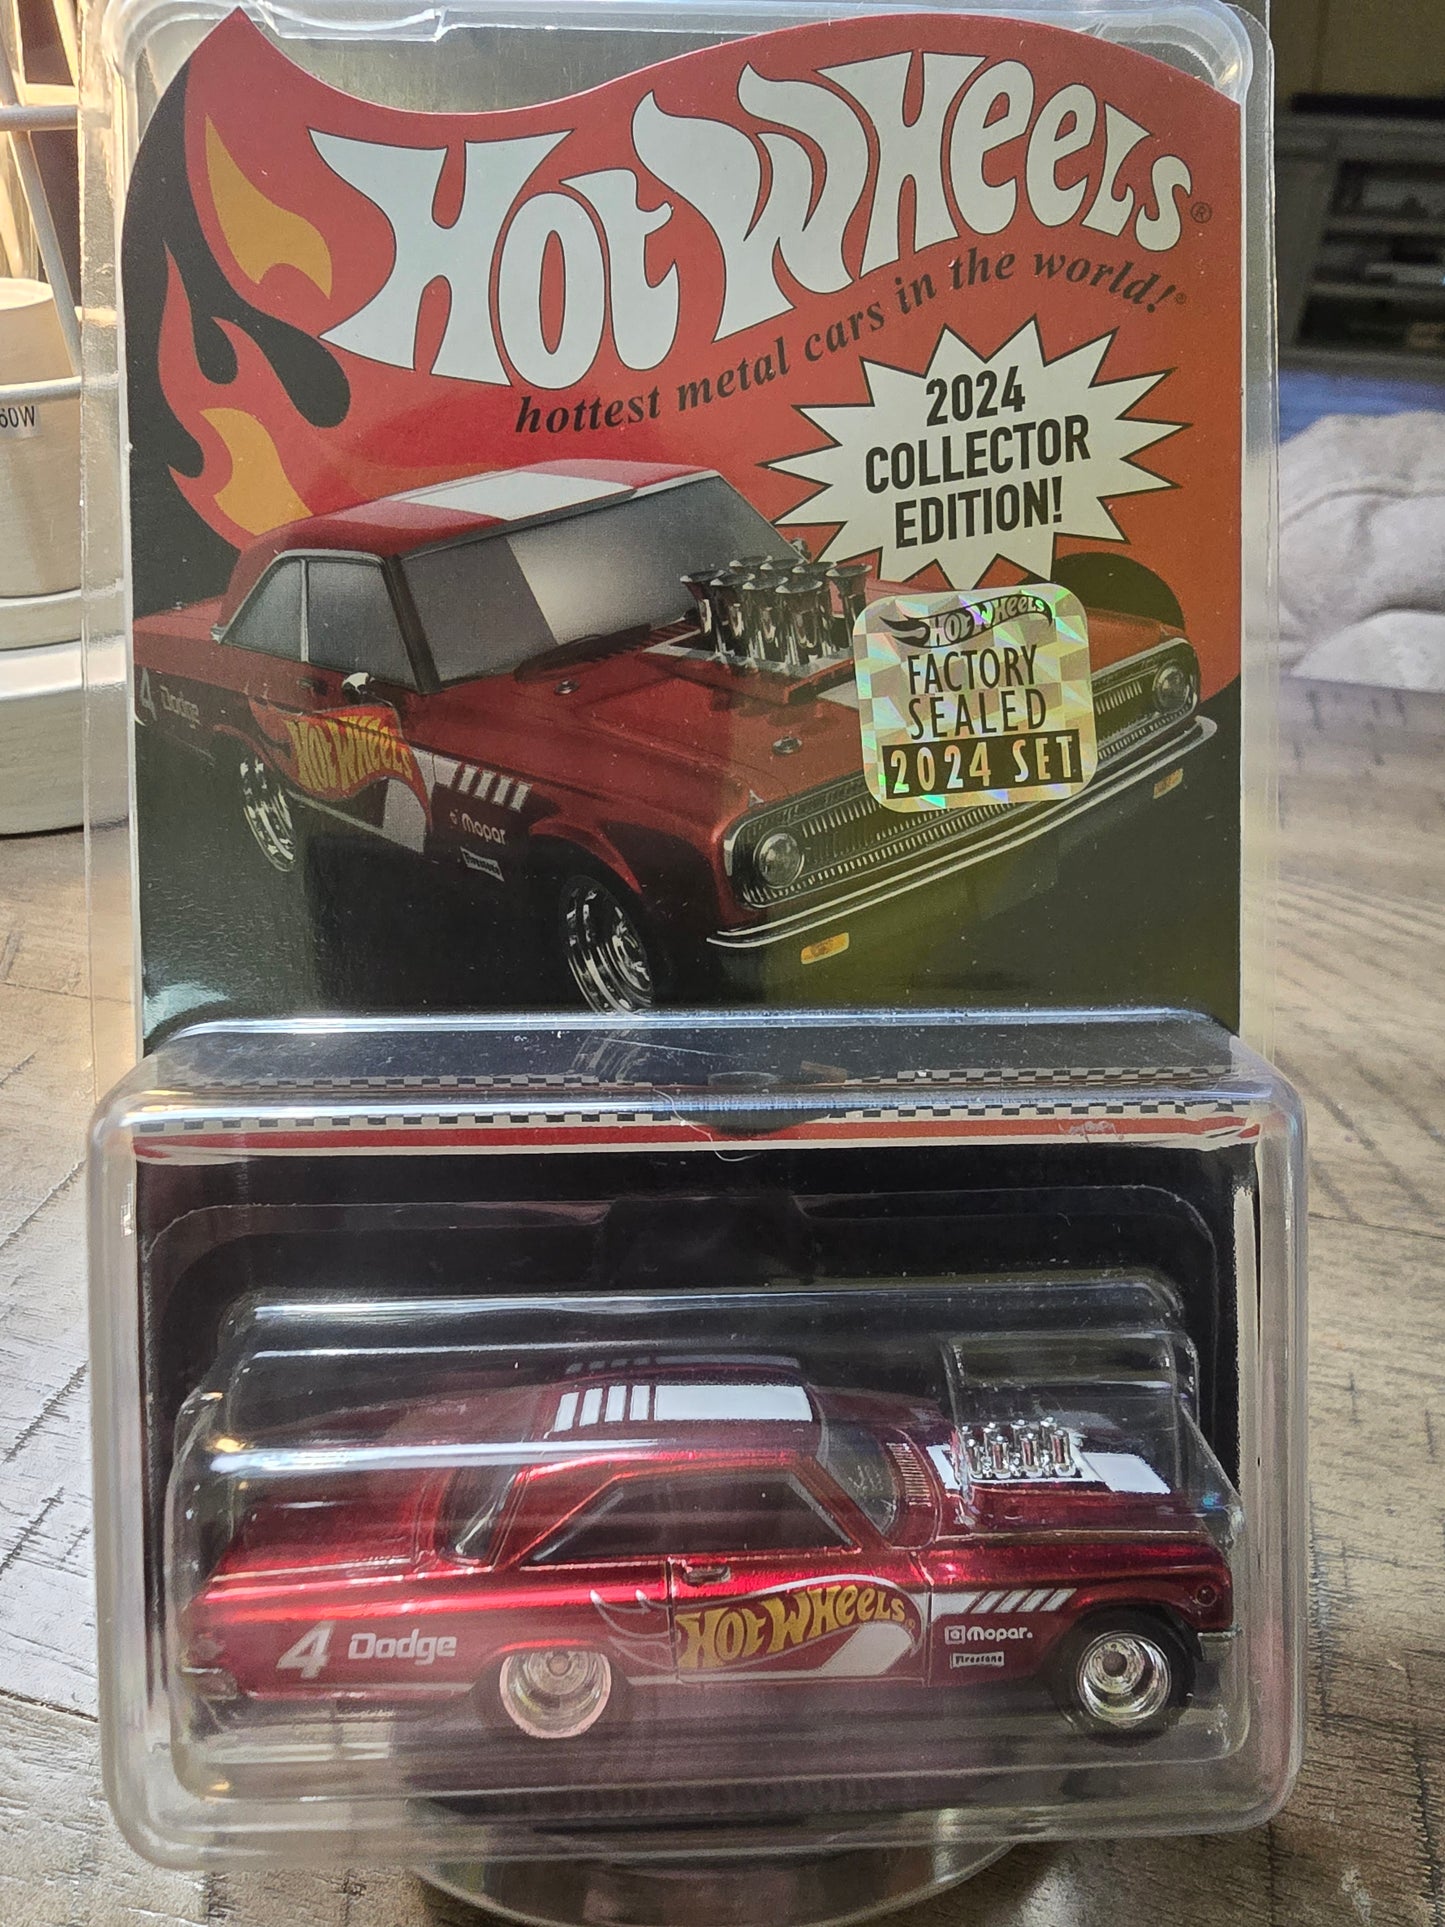 Hot Wheels®
hottest metal cars in the world!
2024
COLLECTOR
EDITION!
HOT WHEELS
FACTORY
SEALED
2024 SET
4 Dodge
HOT WHEELS
Mopar
Firestone
60W
4 Dodge
HOT WHEELS
Mopar.
Firestone